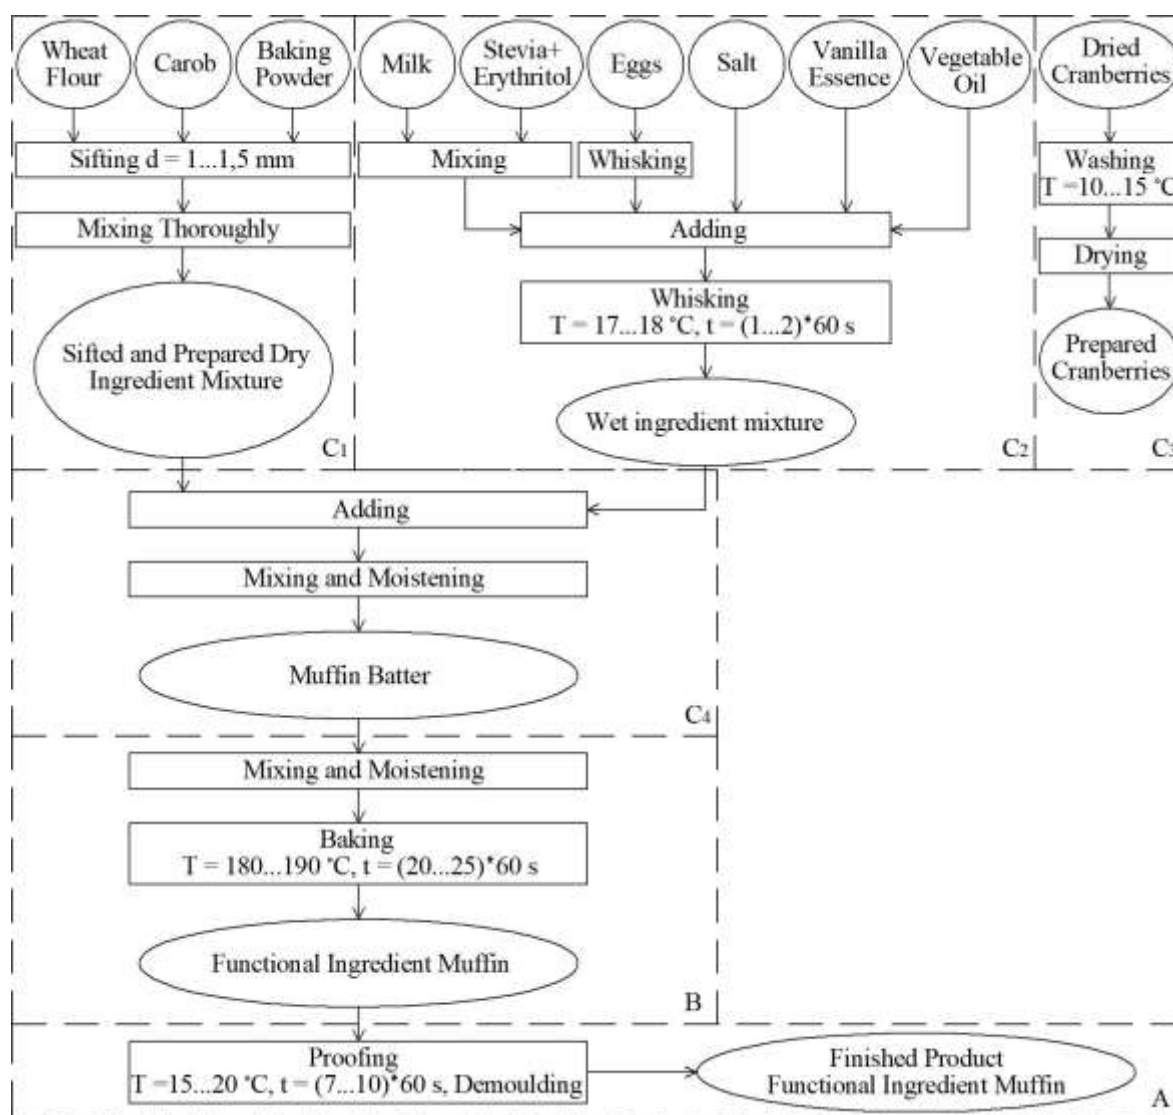 Wheat
Flour
Carob
Baking
Powder
Milk
Stevia+
Erythritol
Eggs
Salt
Vanilla
Essence
Vegetable
Oil
Dried
Cranberries
Sifting d = 1...1,5 mm
Mixing
Whisking
Washing
T =10...15 °C
Mixing Thoroughly
Adding
Drying
Whisking
T = 17...18 °C, t = (1...2)*60 s
Sifted and Prepared Dry
Ingredient Mixture
Prepared
Cranberries
Wet ingredient mixture
C1
C2
C3
Adding
Mixing and Moistening
Muffin Batter
C4
Mixing and Moistening
Baking
T = 180...190 °C, t = (20...25)*60 s
Functional Ingredient Muffin
B
Proofing
T =15...20 °C, t = (7...10)*60 s, Demoulding
Finished Product
Functional Ingredient Muffin
A